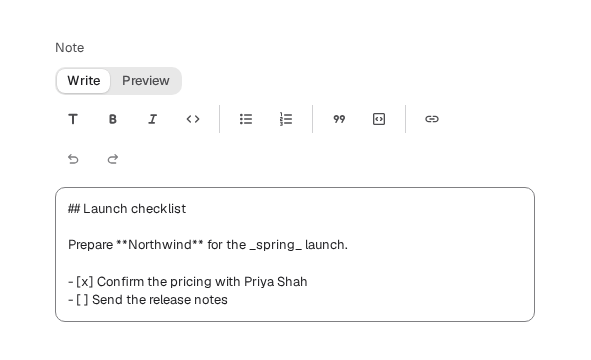 Note
Write Preview
## Launch checklist
Prepare **Northwind** for the _spring_ launch.
- [x] Confirm the pricing with Priya Shah
- [ ] Send the release notes